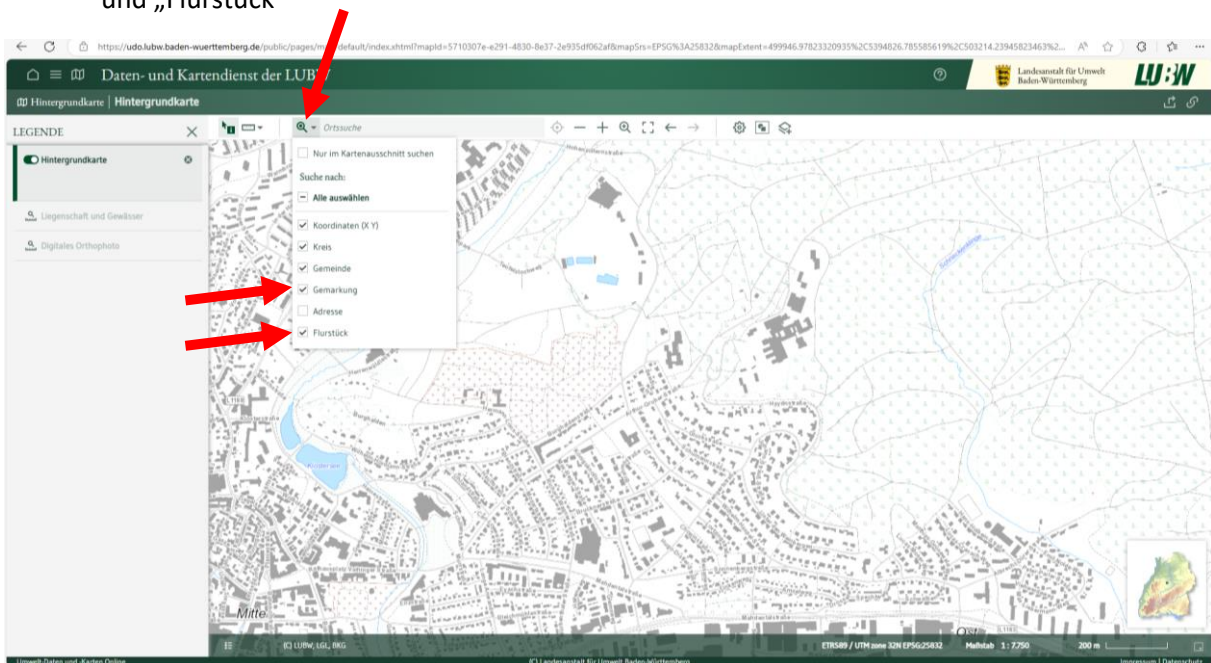 und „Flurstück
https://udo.lubw.baden-wuerttemberg.de/public/pages/m default/index.xhtml?mapId=5710307e-e291-4830-8e37-2e935df062af&mapSrs=EPSG%3A25832&mapExtent=499946.97823320935%2C5394826.785585619%2C503214.23945823463%2...
Daten- und Kartendienst der LUBW
Landesanstalt für Umwelt
Baden-Württemberg
LU:W
Hintergrundkarte | Hintergrundkarte
LEGENDE
Ortssuche
Hintergrundkarte
Liegenschaft und Gewässer
Digitales Orthophoto
Nur im Kartenausschnitt suchen
Suche nach:
Alle auswählen
Koordinaten (X Y)
Kreis
Gemeinde
Gemarkung
Adresse
Flurstück
Mitte
Ost
L 1183
(C) LUBW, LGL, BKG
ETRS89 / UTM zone 32N EPSG:25832
Maßstab 1 : 7.750
200 m
Umwelt-Daten und -Karten Online
(C) Landesanstalt für Umwelt Baden-Württemberg
Impressum | Datenschutz